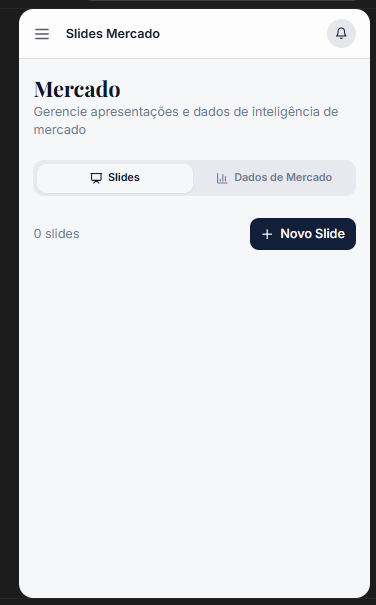 Slides Mercado
Mercado
Gerencie apresentações e dados de inteligência de
mercado
Slides
Dados de Mercado
0 slides
Novo Slide